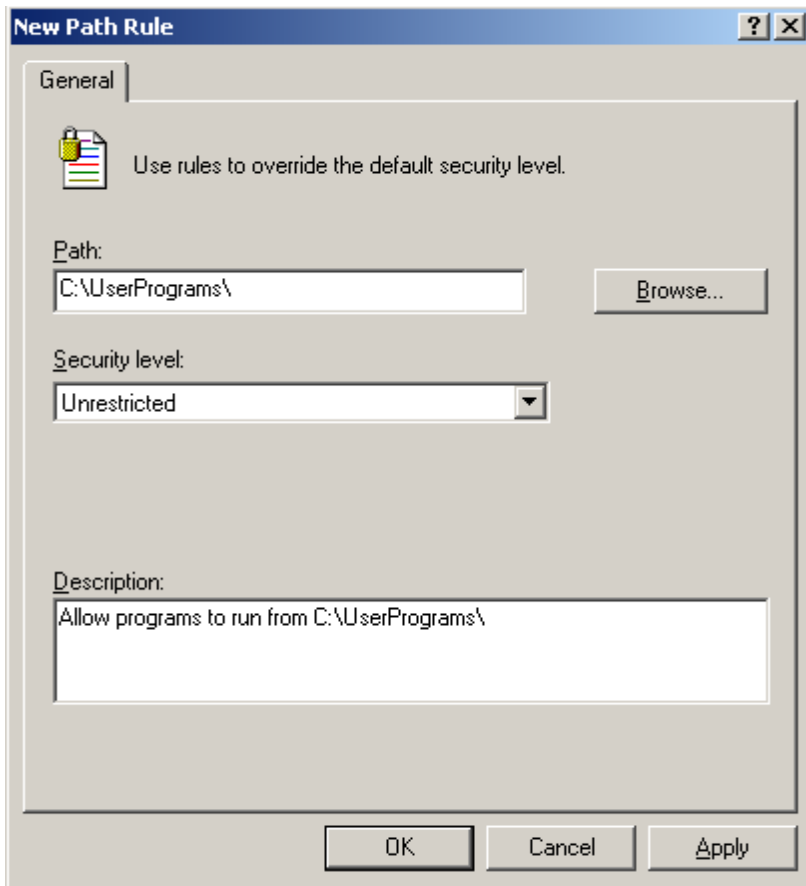 New Path Rule
General
Use rules to override the default security level.
Path:
C:\UserPrograms\
Browse...
Security level:
Unrestricted
Description:
Allow programs to run from C:\UserPrograms\
OK Cancel Apply